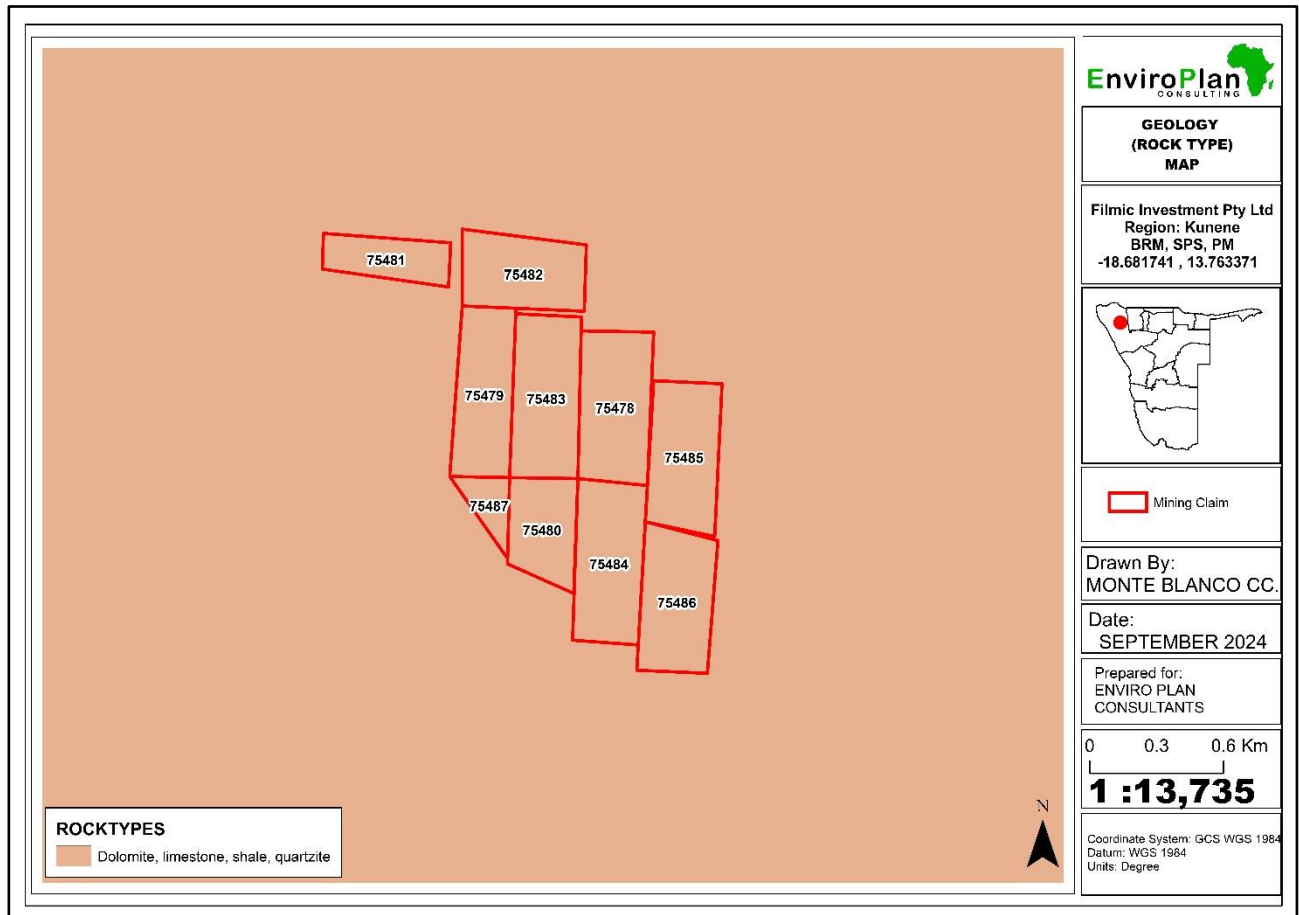 75481
75482
75479
75483
75478
75485
75487
75480
75484
75486
ROCKTYPES
Dolomite, limestone, shale, quartzite
N
EnviroPlan
CONSULTING
GEOLOGY
(ROCK TYPE)
MAP
Filmic Investment Pty Ltd
Region: Kunene
BRM, SPS, PM
-18.681741 , 13.763371
Mining Claim
Drawn By:
MONTE BLANCO CC.
Date:
SEPTEMBER 2024
Prepared for:
ENVIRO PLAN
CONSULTANTS
0 0.3 0.6 Km
1 :13,735
Coordinate System: GCS WGS 1984
Datum: WGS 1984
Units: Degree